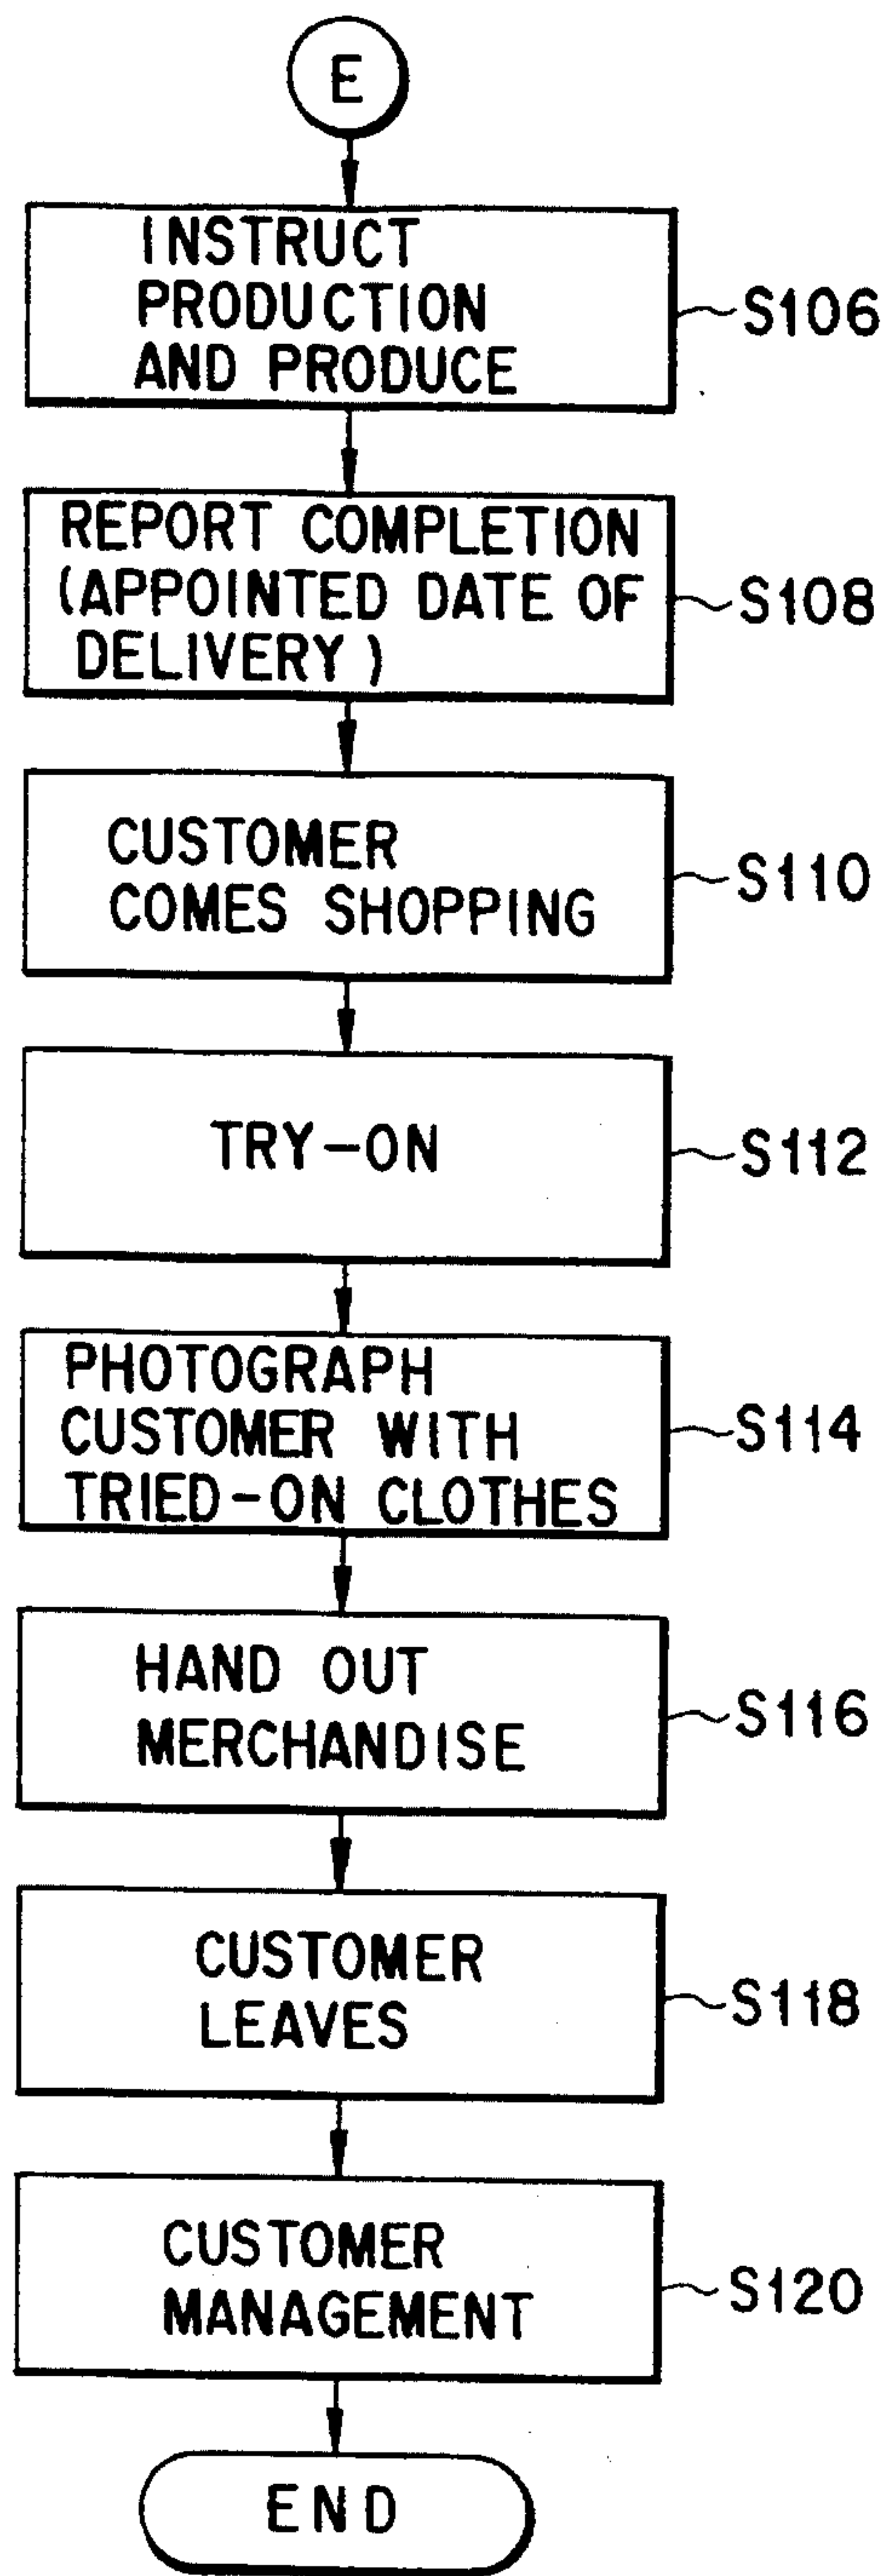 E
INSTRUCT
PRODUCTION
AND PRODUCE
S106
REPORT COMPLETION
(APPOINTED DATE OF
DELIVERY)
S108
CUSTOMER
COMES SHOPPING
S110
TRY-ON
S112
PHOTOGRAPH
CUSTOMER WITH
TRIED-ON CLOTHES
S114
HAND OUT
MERCHANDISE
S116
CUSTOMER
LEAVES
S118
CUSTOMER
MANAGEMENT
S120
END